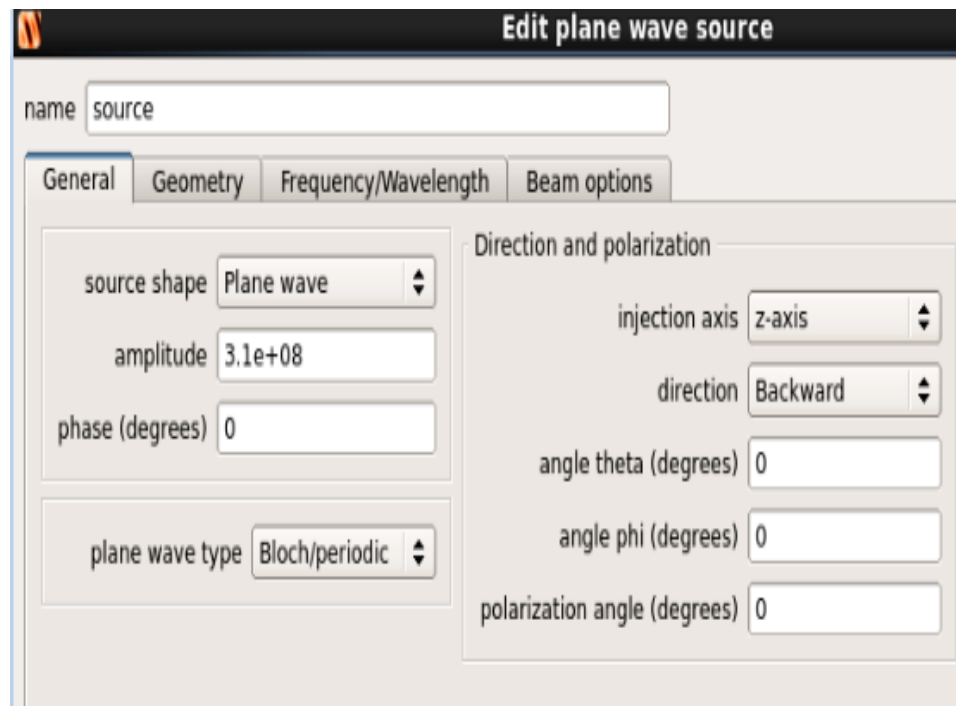 Edit plane wave source
name source
General Geometry Frequency/Wavelength Beam options
source shape Plane wave
amplitude 3.1e+08
phase (degrees) 0
plane wave type Bloch/periodic
Direction and polarization
injection axis z-axis
direction Backward
angle theta (degrees) 0
angle phi (degrees) 0
polarization angle (degrees) 0